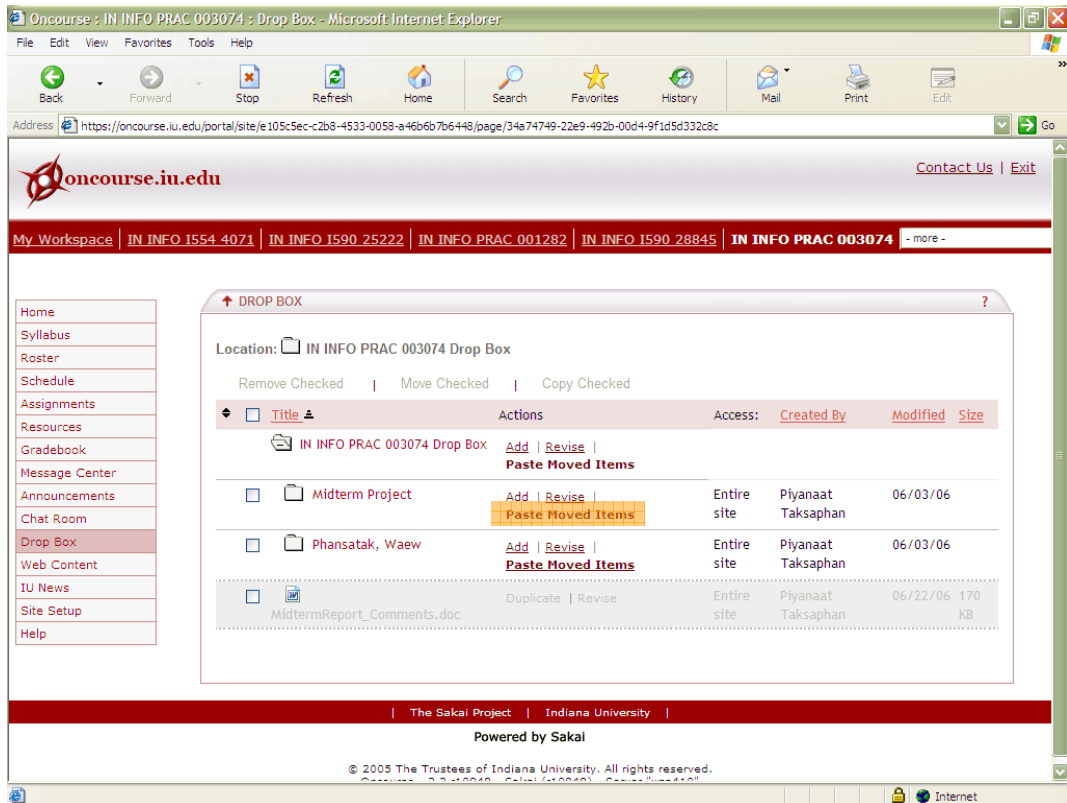 Oncourse : IN INFO PRAC 003074 : Drop Box - Microsoft Internet Explorer
File Edit View Favorites Tools Help
Back Forward Stop Refresh Home Search Favorites History Mail Print Edit
Address https://oncourse.iu.edu/portal/site/e105c5ec-c2b8-4533-0058-a46b6b7b6448/page/34a74749-22e9-492b-00d4-9f1d5d332c8c Go
oncourse.iu.edu
Contact Us | Exit
My Workspace | IN INFO I554 4071 | IN INFO I590 25222 | IN INFO PRAC 001282 | IN INFO I590 28845 | IN INFO PRAC 003074 - more -
Home
Syllabus
Roster
Schedule
Assignments
Resources
Gradebook
Message Center
Announcements
Chat Room
Drop Box
Web Content
IU News
Site Setup
Help
DROP BOX ?
Location: IN INFO PRAC 003074 Drop Box
Remove Checked | Move Checked | Copy Checked
Title Actions Access: Created By Modified Size
IN INFO PRAC 003074 Drop Box Add | Revise |
Paste Moved Items
Midterm Project Add | Revise | Entire Piyanaat 06/03/06
Paste Moved Items site Taksaphan
Phansatak, Waew Add | Revise | Entire Piyanaat 06/03/06
Paste Moved Items site Taksaphan
Duplicate | Revise Entire Piyanaat 06/22/06 170
MidtermReport_Comments.doc site Taksaphan KB
| The Sakai Project | Indiana University |
Powered by Sakai
© 2005 The Trustees of Indiana University. All rights reserved.
Internet